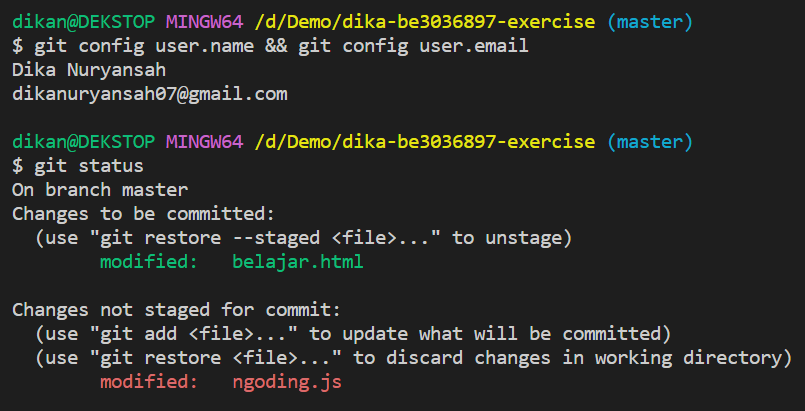 dikan@DEKSTOP MINGW64 /d/Demo/dika-be3036897-exercise (master)
$ git config user.name && git config user.email
Dika Nuryansah
dikanuryansah07@gmail.com

dikan@DEKSTOP MINGW64 /d/Demo/dika-be3036897-exercise (master)
$ git status
On branch master
Changes to be committed:
  (use "git restore --staged <file>..." to unstage)
        modified:   belajar.html

Changes not staged for commit:
  (use "git add <file>..." to update what will be committed)
  (use "git restore <file>..." to discard changes in working directory)
        modified:   ngoding.js